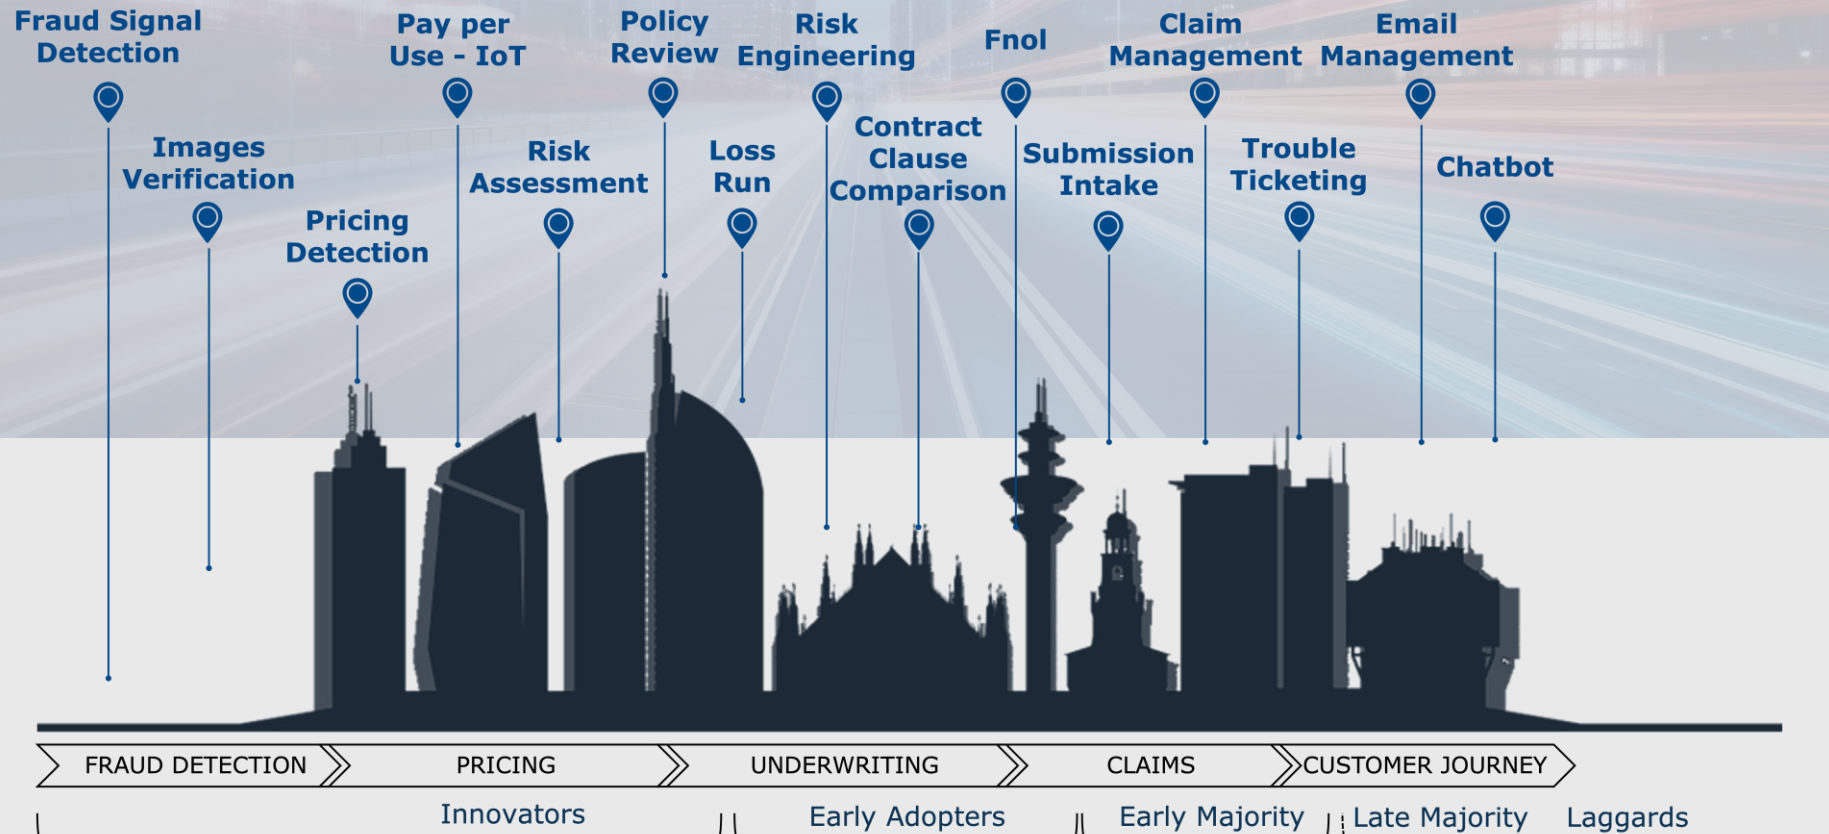 Fraud Signal
Detection
Images
Verification
Pricing
Detection
Pay per
Use - IoT
Risk
Assessment
Policy
Review
Loss
Run
Risk
Engineering
Contract
Clause
Comparison
Fnol
Submission
Intake
Claim
Management
Trouble
Ticketing
Email
Management
Chatbot
FRAUD DETECTION
PRICING
UNDERWRITING
CLAIMS
CUSTOMER JOURNEY
Innovators
Early Adopters
Early Majority
Late Majority
Laggards